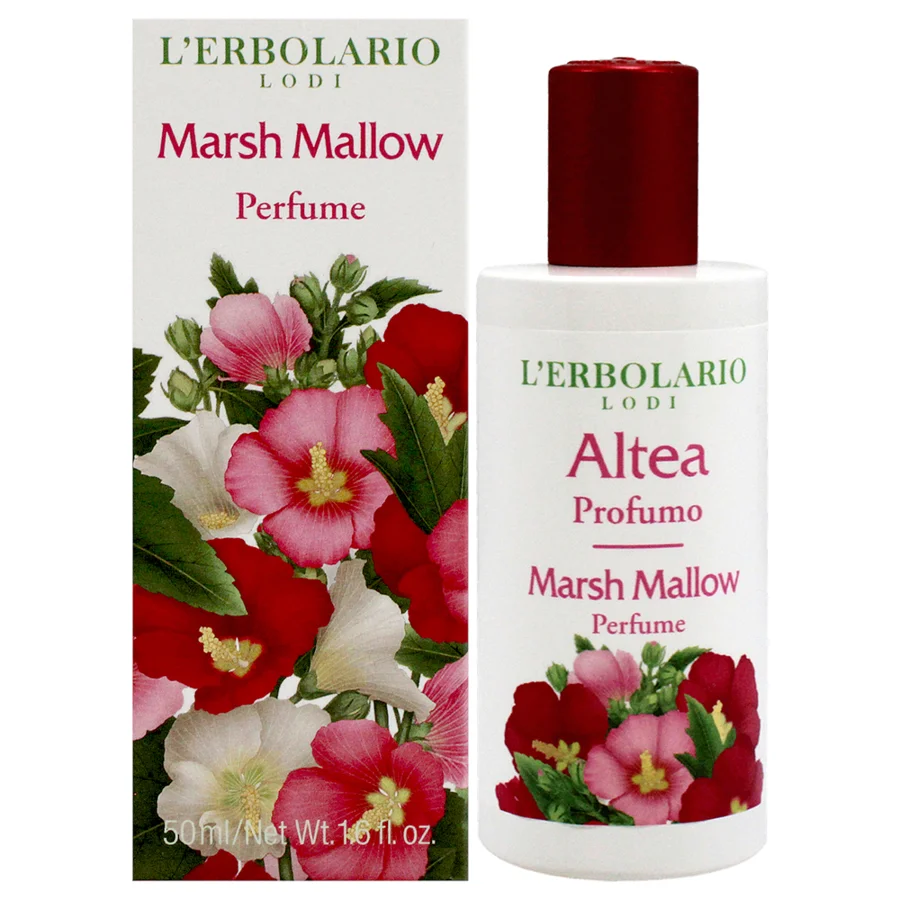 L'ERBOLARIO
LODI
Marsh Mallow
Perfume
50ml/Net Wt. 1.6 fl. oz.
L'ERBOLARIO
LODI
Altea
Profumo
Marsh Mallow
Perfume